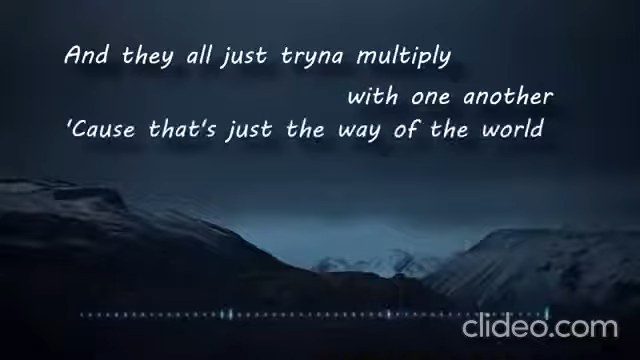 And they all just tryna multiply
with one another
'Cause that's just the way of the world
clideo.com